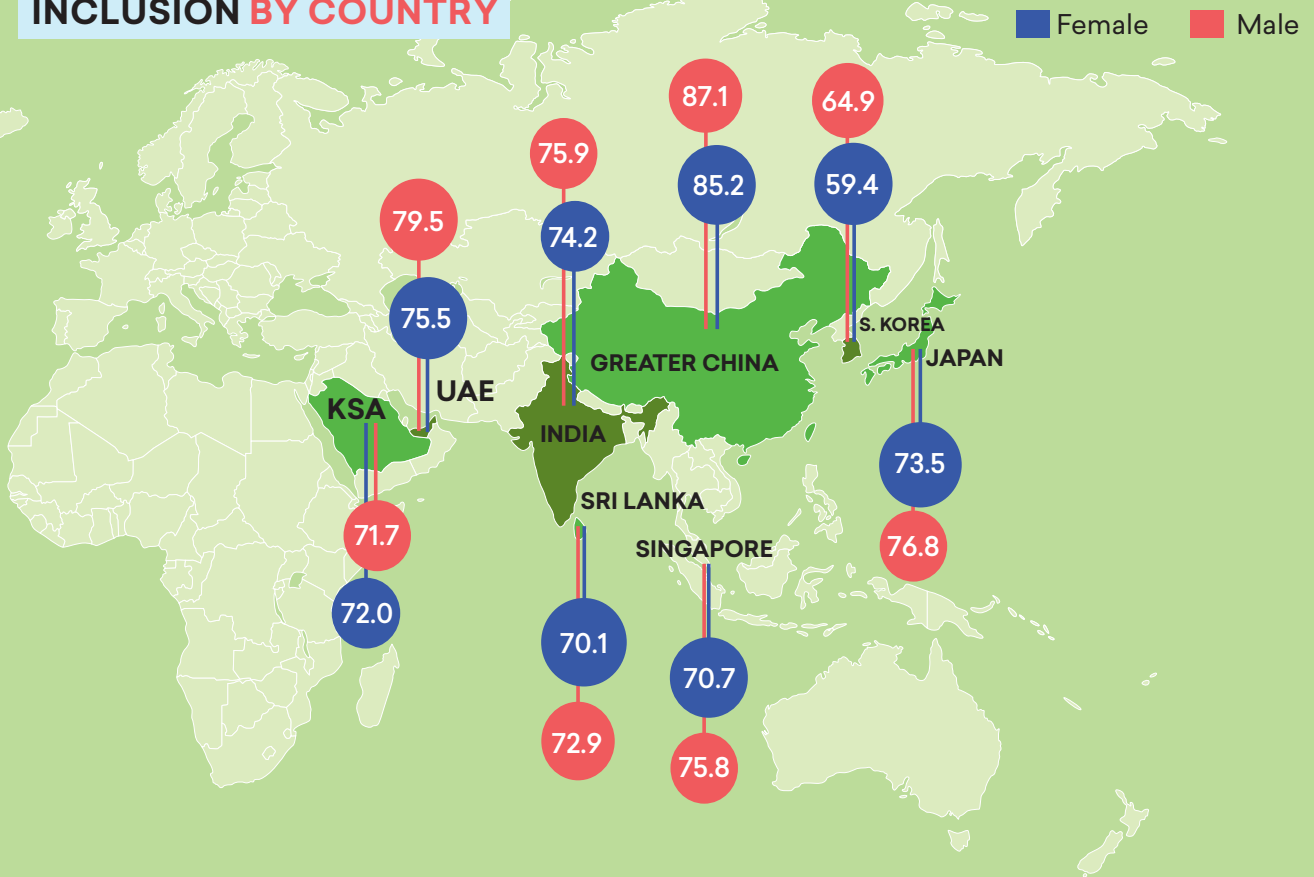 INCLUSION BY COUNTRY
Female
Male
87.1
64.9
75.9
85.2
59.4
79.5
74.2
75.5
S. KOREA
GREATER CHINA
JAPAN
UAE
KSA
INDIA
73.5
SRI LANKA
71.7
SINGAPORE
76.8
72.0
70.1
70.7
72.9
75.8